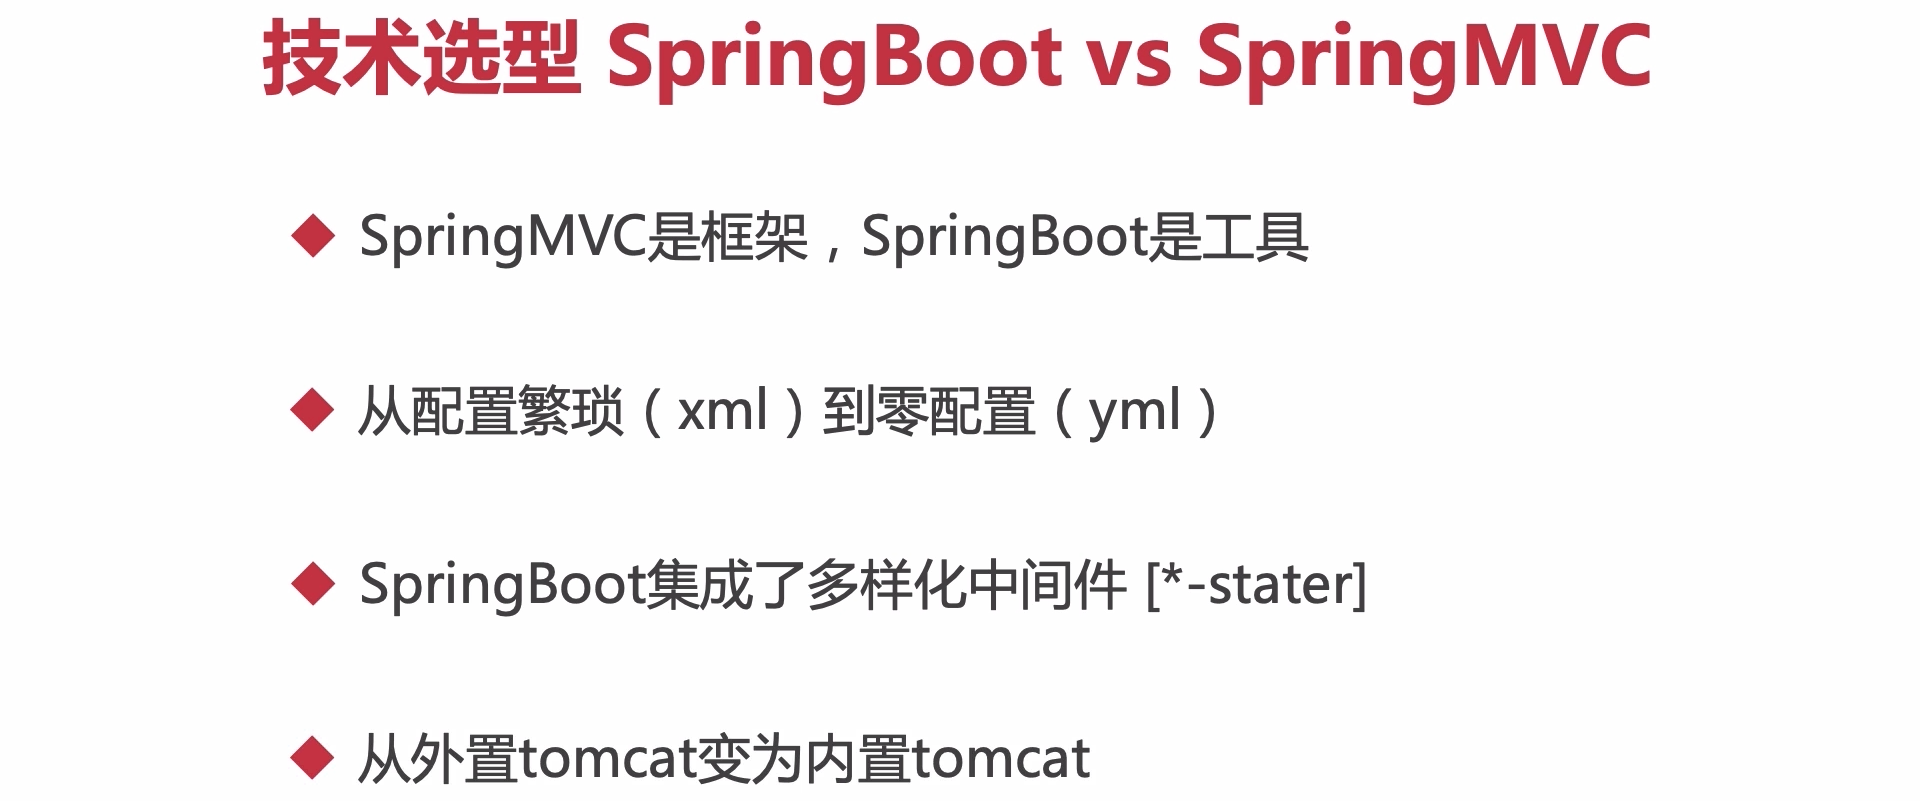 技术选型 SpringBoot vs SpringMVC
SpringMVC是框架，SpringBoot是工具
从配置繁琐（xml）到零配置（yml）
SpringBoot集成了多样化中间件 [*-stater]
从外置tomcat变为内置tomcat